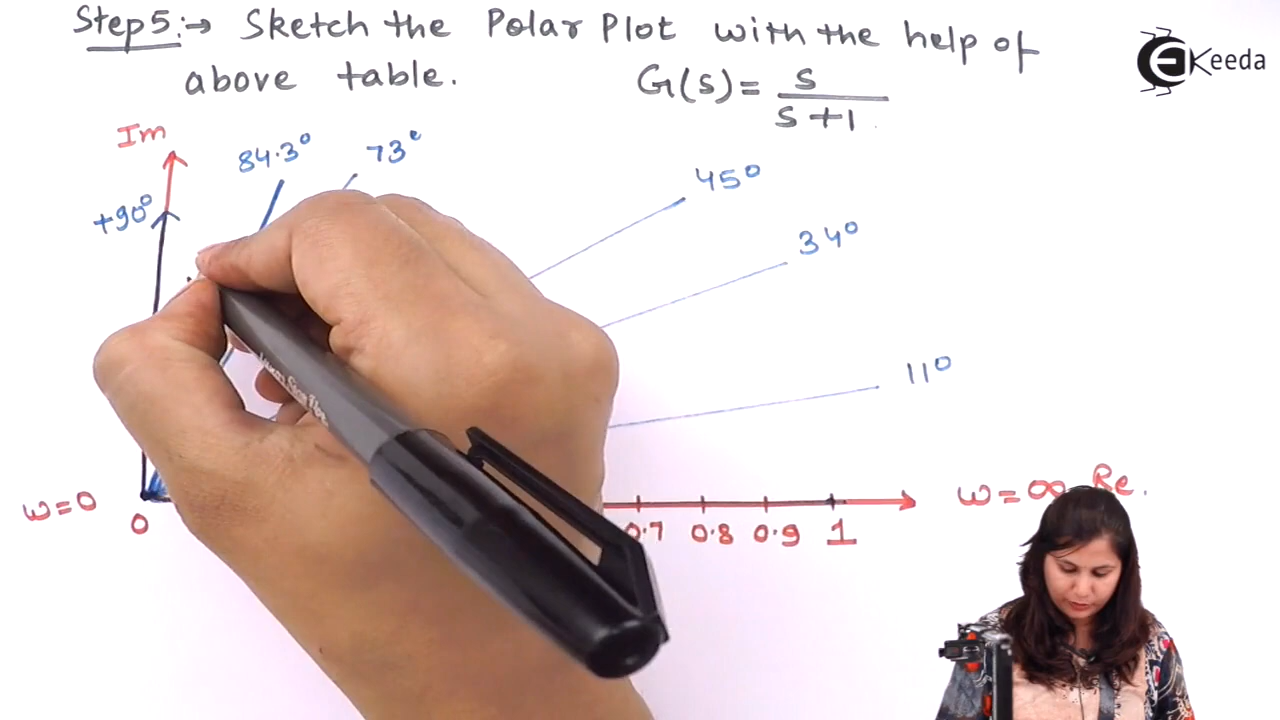 Step5:→ Sketch the Polar Plot with the help of
above table. G(s)= s
s+1
Ekeeda
Im
84.3°
73°
+90°
45°
34°
11°
ω=0
0
0.7 0.8 0.9 1
ω=∞ Re.